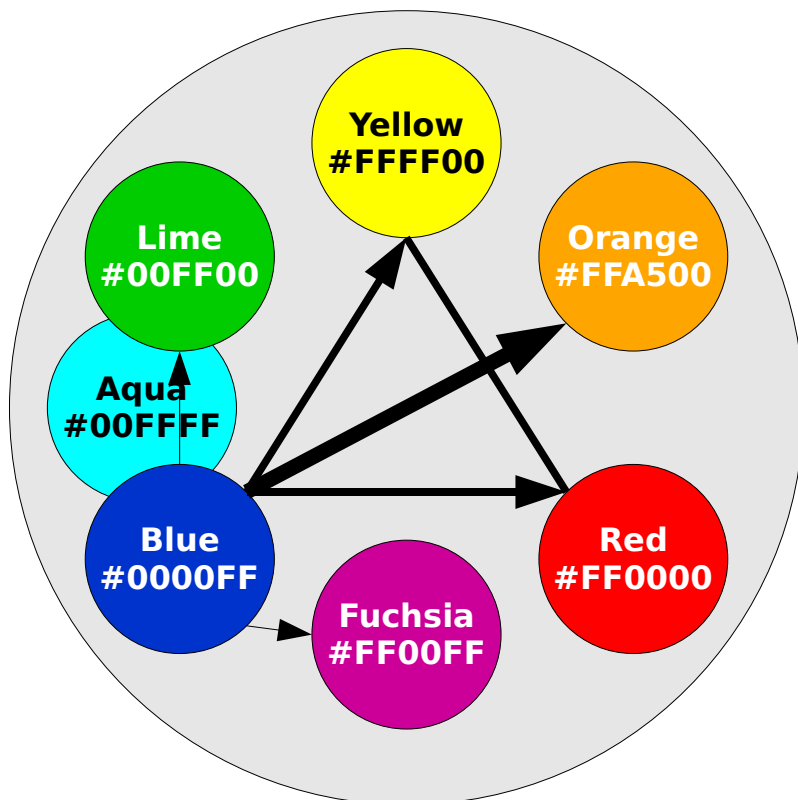 Yellow
#FFFF00
Lime
#00FF00
Orange
#FFA500
Aqua
#00FFFF
Blue
#0000FF
Red
#FF0000
Fuchsia
#FF00FF